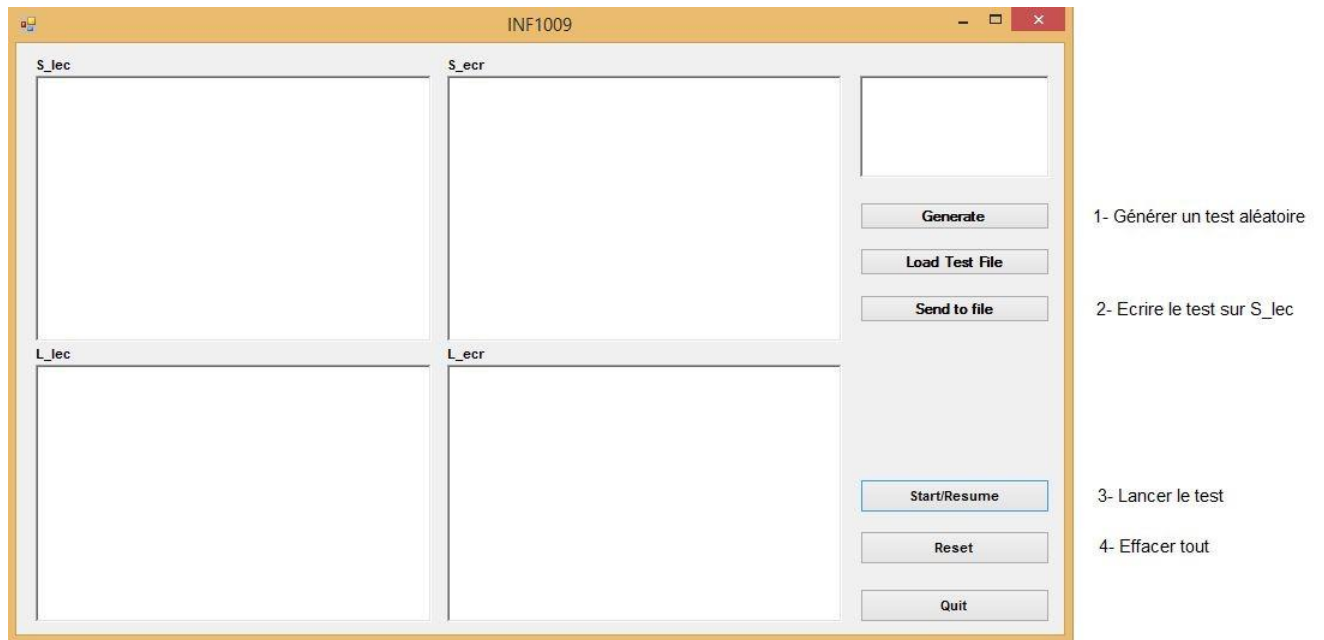 INF1009
S_lec
S_ecr
Generate
1- Générer un test aléatoire
Load Test File
Send to file
2- Ecrire le test sur S_lec
L_lec
L_ecr
Start/Resume
3- Lancer le test
Reset
4- Effacer tout
Quit